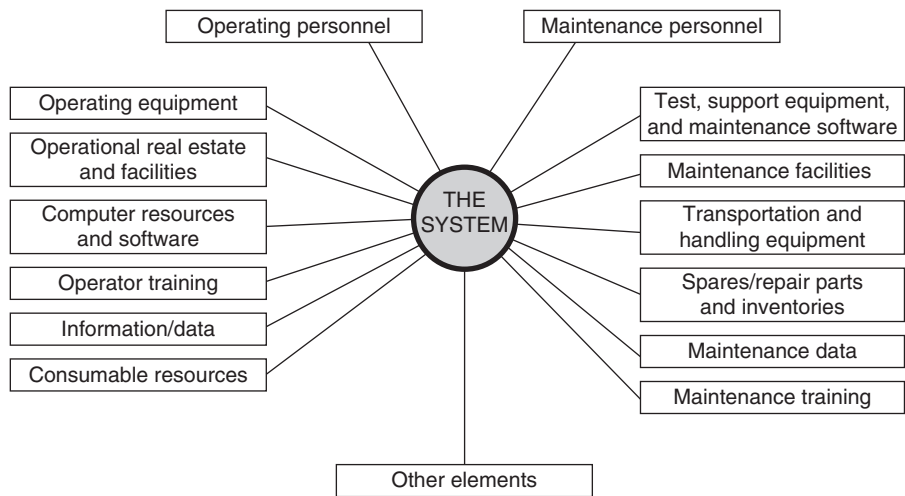 Operating personnel
Maintenance personnel
Operating equipment
Operational real estate
and facilities
Computer resources
and software
Operator training
Information/data
Consumable resources
THE
SYSTEM
Test, support equipment,
and maintenance software
Maintenance facilities
Transportation and
handling equipment
Spares/repair parts
and inventories
Maintenance data
Maintenance training
Other elements